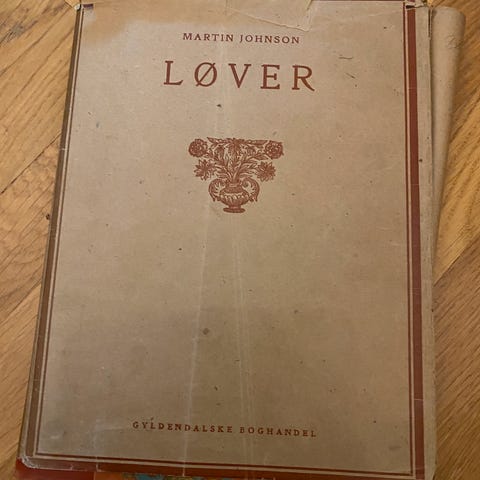 MARTIN JOHNSON
LØVER
GYLDENDALSKE BOGHANDEL